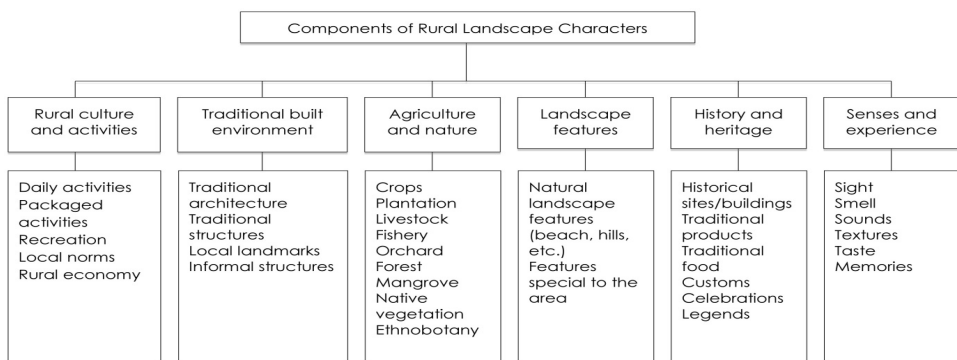 Components of Rural Landscape Characters
Rural culture
and activities
Traditional built
environment
Agriculture
and nature
Landscape
features
History and
heritage
Senses and
experience
Daily activities
Packaged
activities
Recreation
Local norms
Rural economy
Traditional
architecture
Traditional
structures
Local landmarks
Informal structures
Crops
Plantation
Livestock
Fishery
Orchard
Forest
Mangrove
Native
vegetation
Ethnobotany
Natural
landscape
features
(beach, hills,
etc.)
Features
special to the
area
Historical
sites/buildings
Traditional
products
Traditional
food
Customs
Celebrations
Legends
Sight
Smell
Sounds
Textures
Taste
Memories